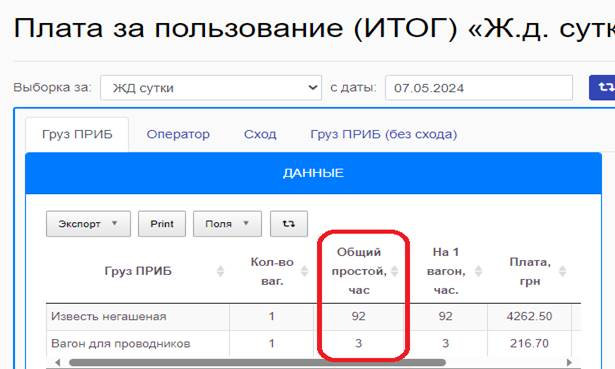 Плата за пользование (ИТОГ) «Ж.д. сутк
Выборка за: ЖД сутки с даты: 07.05.2024
Груз ПРИБ Оператор Сход Груз ПРИБ (без схода)
ДАННЫЕ
Экспорт Print Поля
Груз ПРИБ Кол-во ваг. Общий простой, час На 1 вагон, час. Плата, грн
Известь негашеная 1 92 92 4262.50
Вагон для проводников 1 3 3 216.70